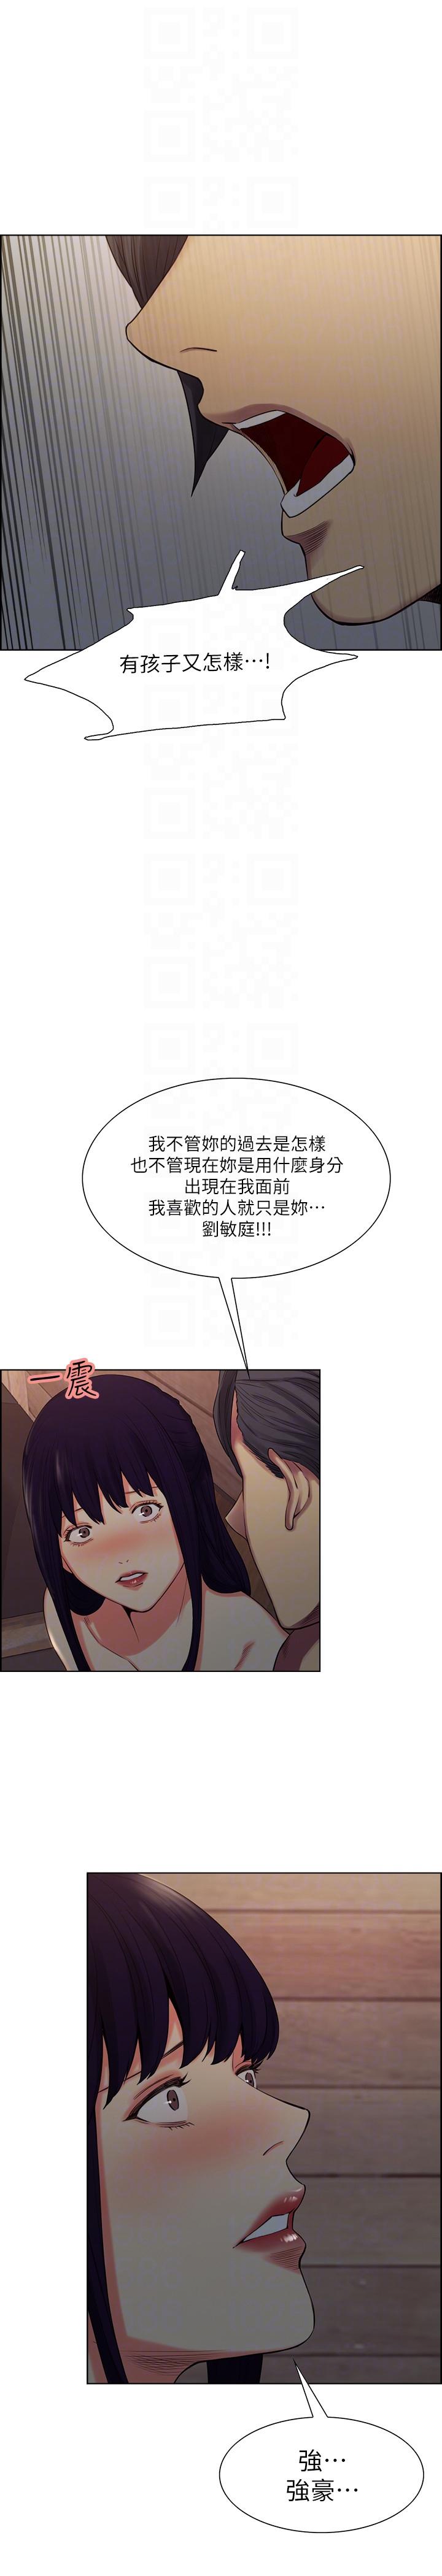 有孩子又怎樣…!
我不管妳的過去是怎樣
也不管現在妳是用什麼身分
出現在我面前
我喜歡的人就只是妳…
劉敏庭!!!
一震
強…
強豪…